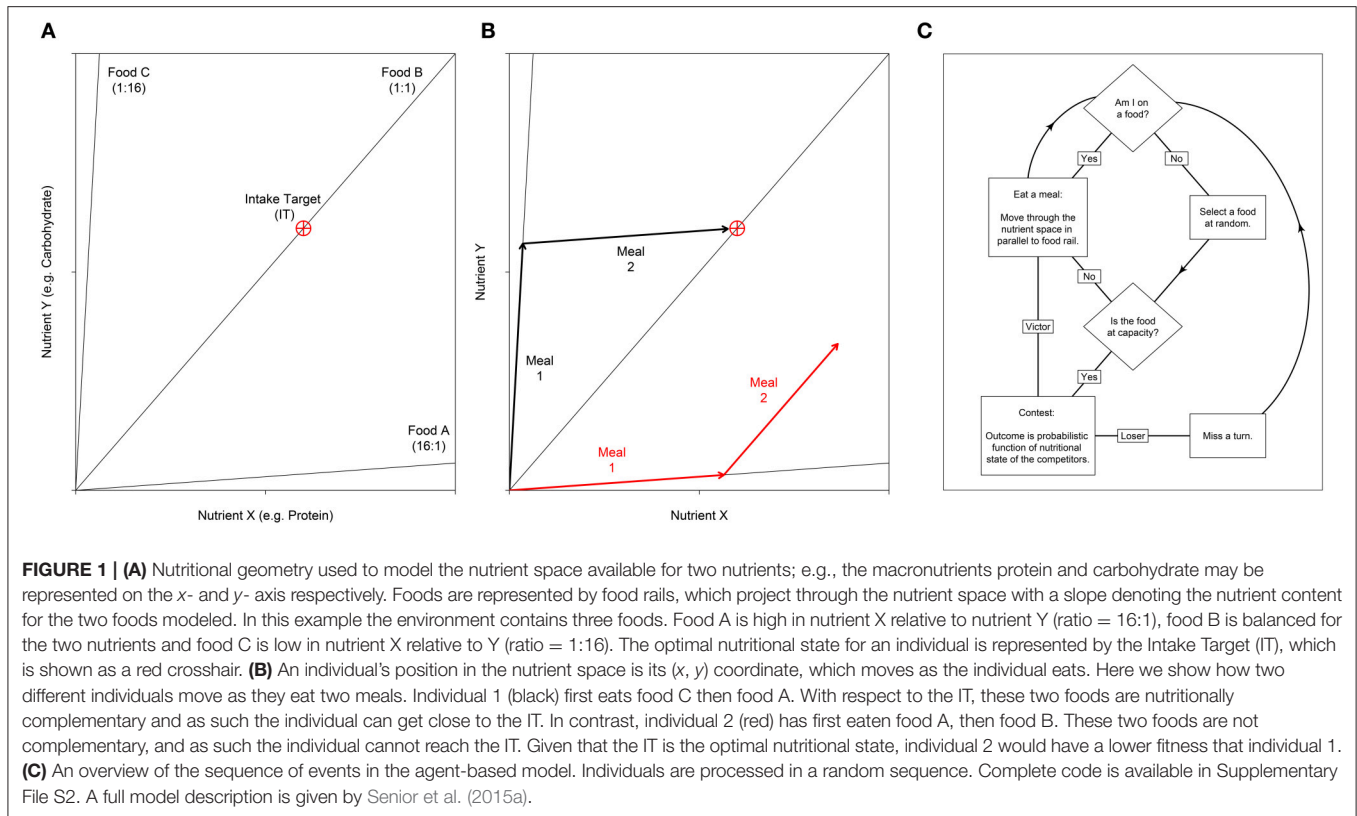 A
Food C
(1:16)
Food B
(1:1)
Intake Target
(IT)
Food A
(16:1)
Nutrient Y (e.g. Carbohydrate)
Nutrient X (e.g. Protein)
B
Meal
2
Meal
1
Meal
2
Meal
1
Nutrient Y
Nutrient X
C
Am I on
a food?
Yes
No
Eat a meal:
Move through the
nutrient space in
parallel to food rail.
Select a food
at random.
No
Is the food
at capacity?
Victor
Yes
Contest:
Outcome is probabilistic
function of nutritional
state of the competitors.
Loser
Miss a turn.
FIGURE 1 | (A) Nutritional geometry used to model the nutrient space available for two nutrients; e.g., the macronutrients protein and carbohydrate may be
represented on the x- and y- axis respectively. Foods are represented by food rails, which project through the nutrient space with a slope denoting the nutrient content
for the two foods modeled. In this example the environment contains three foods. Food A is high in nutrient X relative to nutrient Y (ratio = 16:1), food B is balanced for
the two nutrients and food C is low in nutrient X relative to Y (ratio = 1:16). The optimal nutritional state for an individual is represented by the Intake Target (IT), which
is shown as a red crosshair. (B) An individual's position in the nutrient space is its (x, y) coordinate, which moves as the individual eats. Here we show how two
different individuals move as they eat two meals. Individual 1 (black) first eats food C then food A. With respect to the IT, these two foods are nutritionally
complementary and as such the individual can get close to the IT. In contrast, individual 2 (red) has first eaten food A, then food B. These two foods are not
complementary, and as such the individual cannot reach the IT. Given that the IT is the optimal nutritional state, individual 2 would have a lower fitness that individual 1.
(C) An overview of the sequence of events in the agent-based model. Individuals are processed in a random sequence. Complete code is available in Supplementary
File S2. A full model description is given by Senior et al. (2015a).